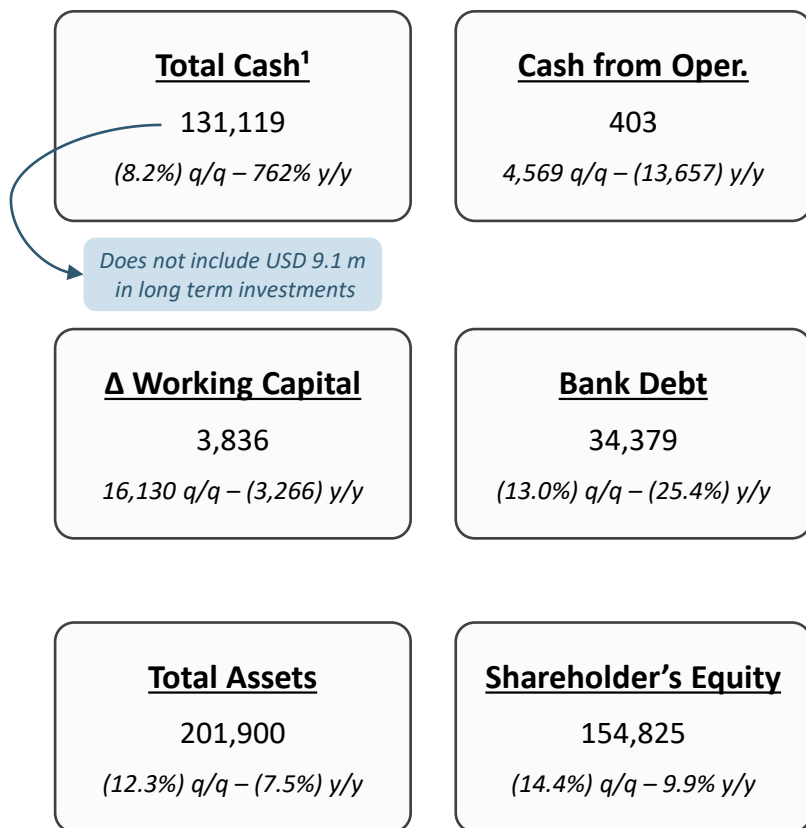 Total Cash¹
131,119
(8.2%) q/q – 762% y/y
Does not include USD 9.1 m
in long term investments
Cash from Oper.
403
4,569 q/q – (13,657) y/y
Δ Working Capital
3,836
16,130 q/q – (3,266) y/y
Bank Debt
34,379
(13.0%) q/q – (25.4%) y/y
Total Assets
201,900
(12.3%) q/q – (7.5%) y/y
Shareholder’s Equity
154,825
(14.4%) q/q – 9.9% y/y